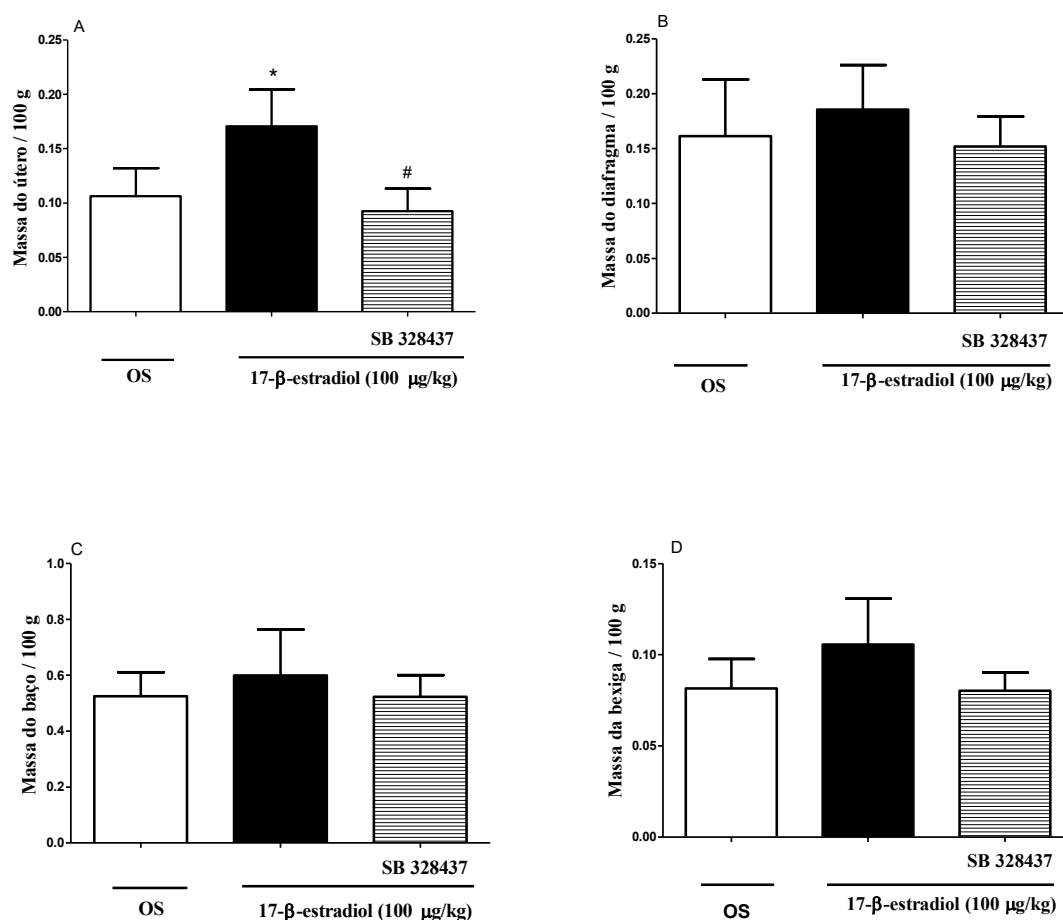 A
Massa do útero / 100 g
0.25
0.20
0.15
0.10
0.05
0.00
*
#
SB 328437
OS
17-β-estradiol (100 µg/kg)
B
Massa do diafragma / 100 g
0.25
0.20
0.15
0.10
0.05
0.00
SB 328437
OS
17-β-estradiol (100 µg/kg)
C
Massa do baço / 100 g
1.0
0.8
0.6
0.4
0.2
0.0
SB 328437
OS
17-β-estradiol (100 µg/kg)
D
Massa da bexiga / 100 g
0.15
0.10
0.05
0.00
SB 328437
OS
17-β-estradiol (100 µg/kg)